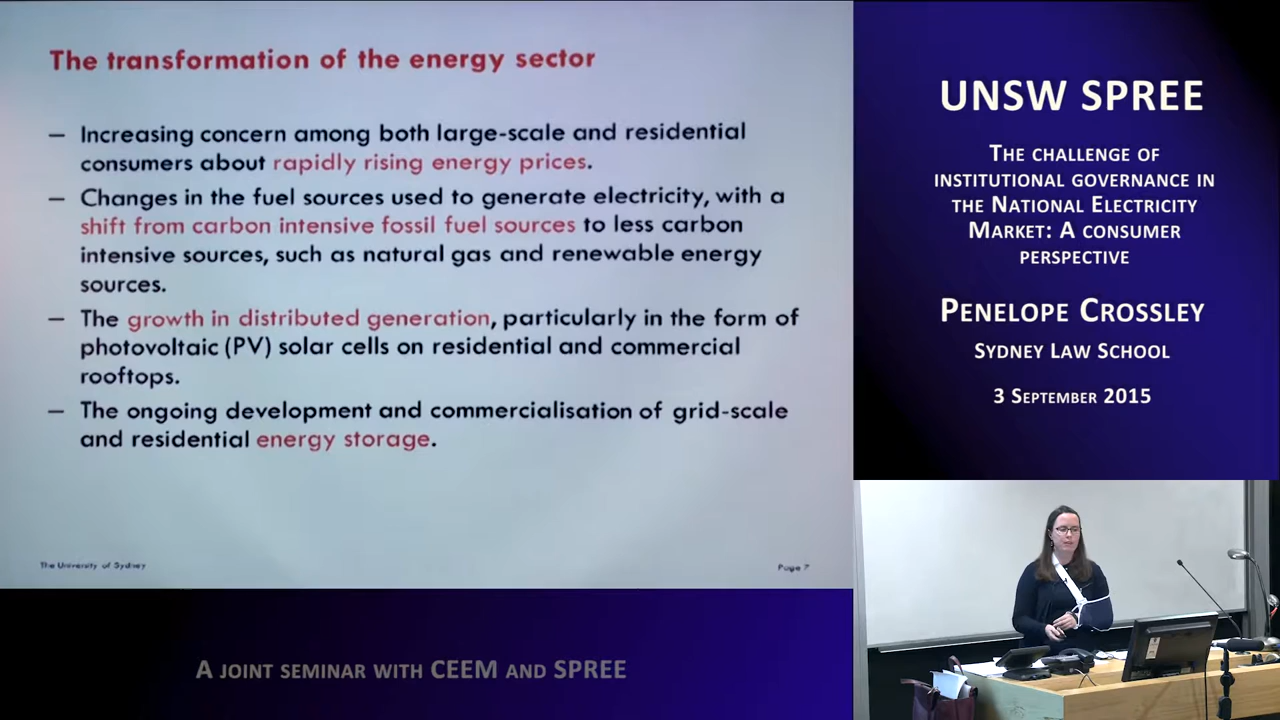 The transformation of the energy sector
— Increasing concern among both large-scale and residential
consumers about rapidly rising energy prices.
— Changes in the fuel sources used to generate electricity, with a
shift from carbon intensive fossil fuel sources to less carbon
intensive sources, such as natural gas and renewable energy
sources.
— The growth in distributed generation, particularly in the form of
photovoltaic (PV) solar cells on residential and commercial
rooftops.
— The ongoing development and commercialisation of grid-scale
and residential energy storage.
The University of Sydney
Page 7
UNSW SPREE
The challenge of
institutional governance in
the National Electricity
Market: A consumer
perspective
Penelope Crossley
Sydney Law School
3 September 2015
A joint seminar with CEEM and SPREE